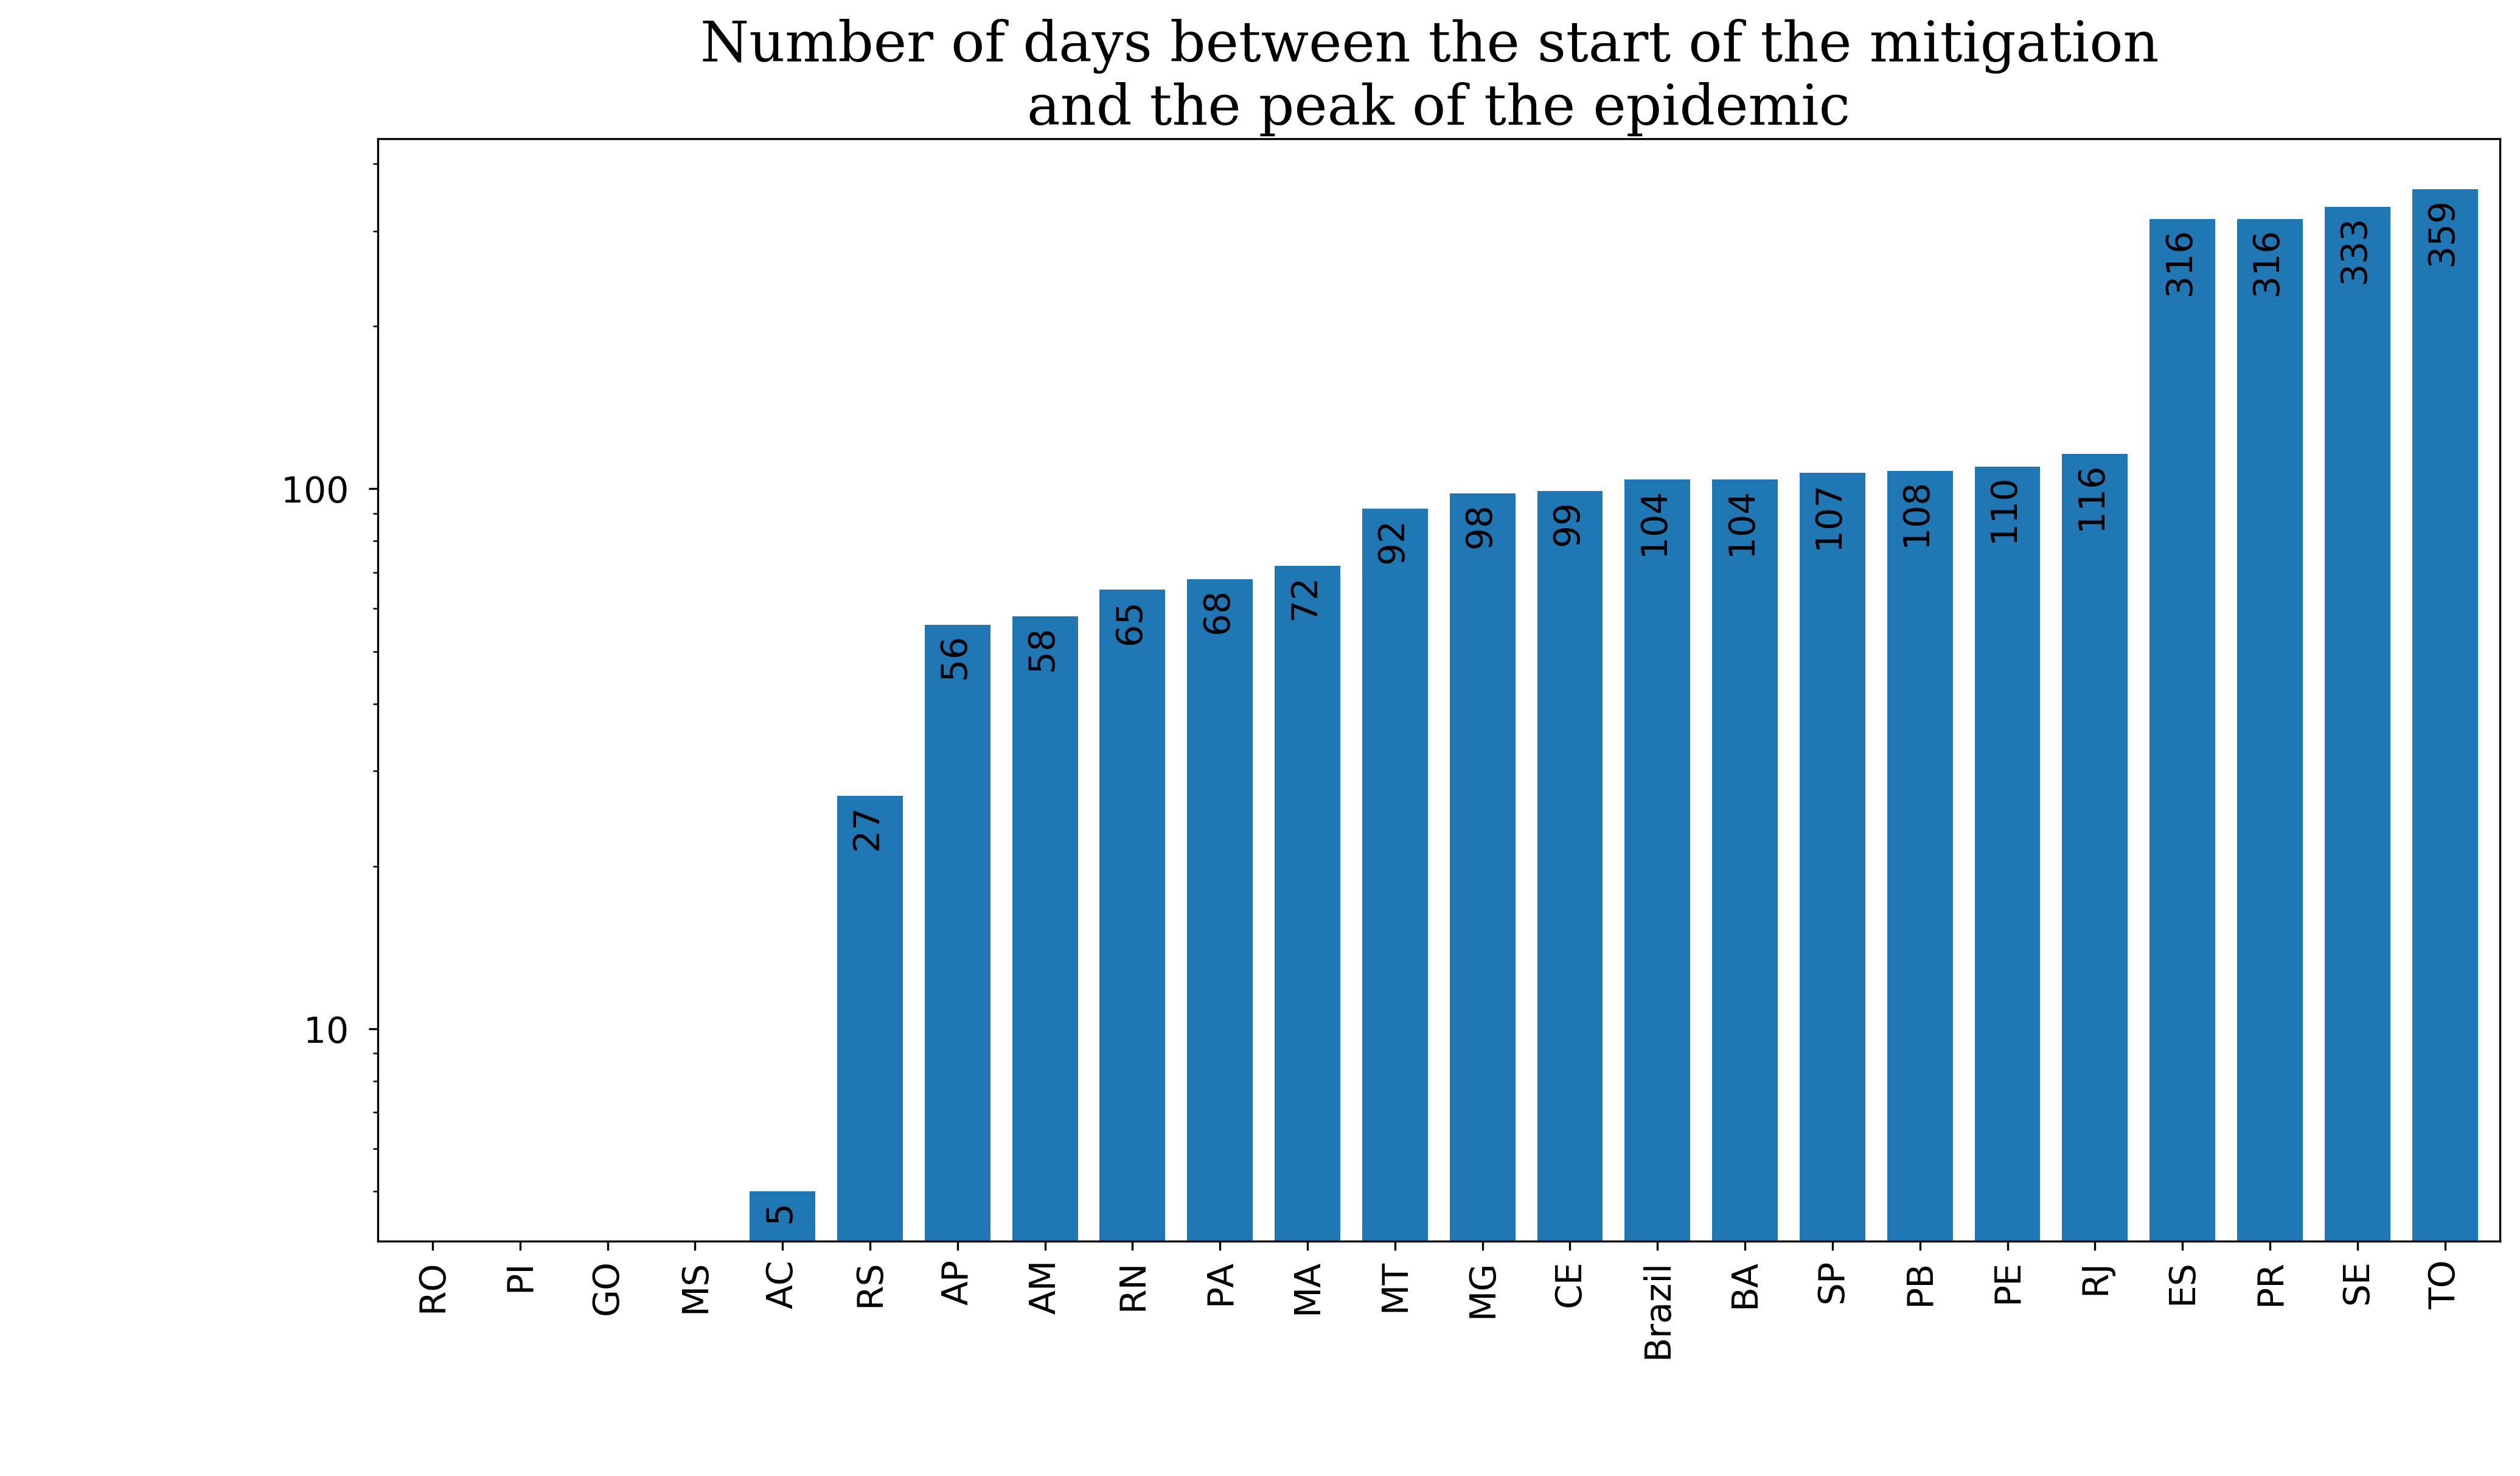 Number of days between the start of the mitigation
and the peak of the epidemic
100
10
5
27
56
58
65
68
72
92
98
99
104
104
107
108
110
116
316
316
333
359
RO
PI
GO
MS
AC
RS
AP
AM
RN
PA
MA
MT
MG
CE
Brazil
BA
SP
PB
PE
RJ
ES
PR
SE
TO